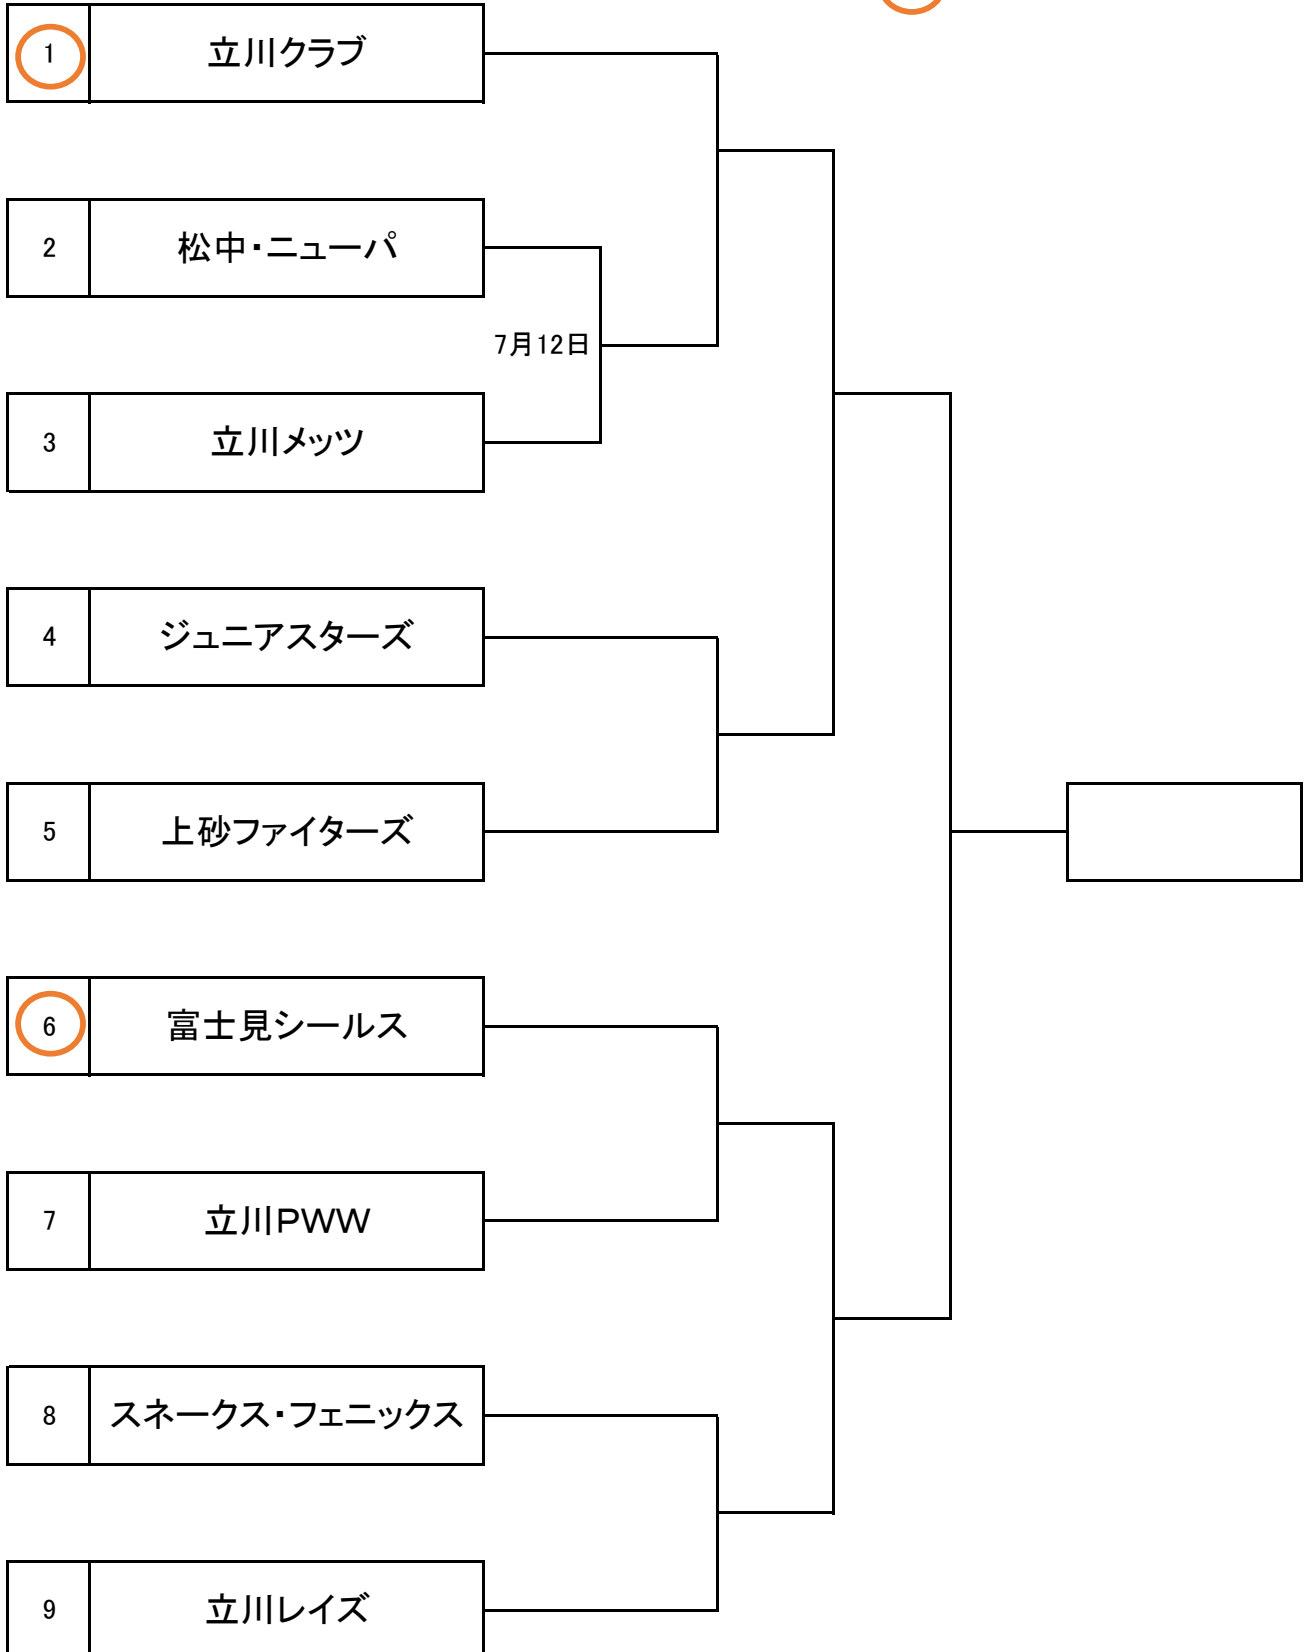 1 立川クラブ
2 松中・ニューパ
7月12日
3 立川メッツ
4 ジュニアスターズ
5 上砂ファイターズ
6 富士見シールス
7 立川PWW
8 スネークス・フェニックス
9 立川レイズ